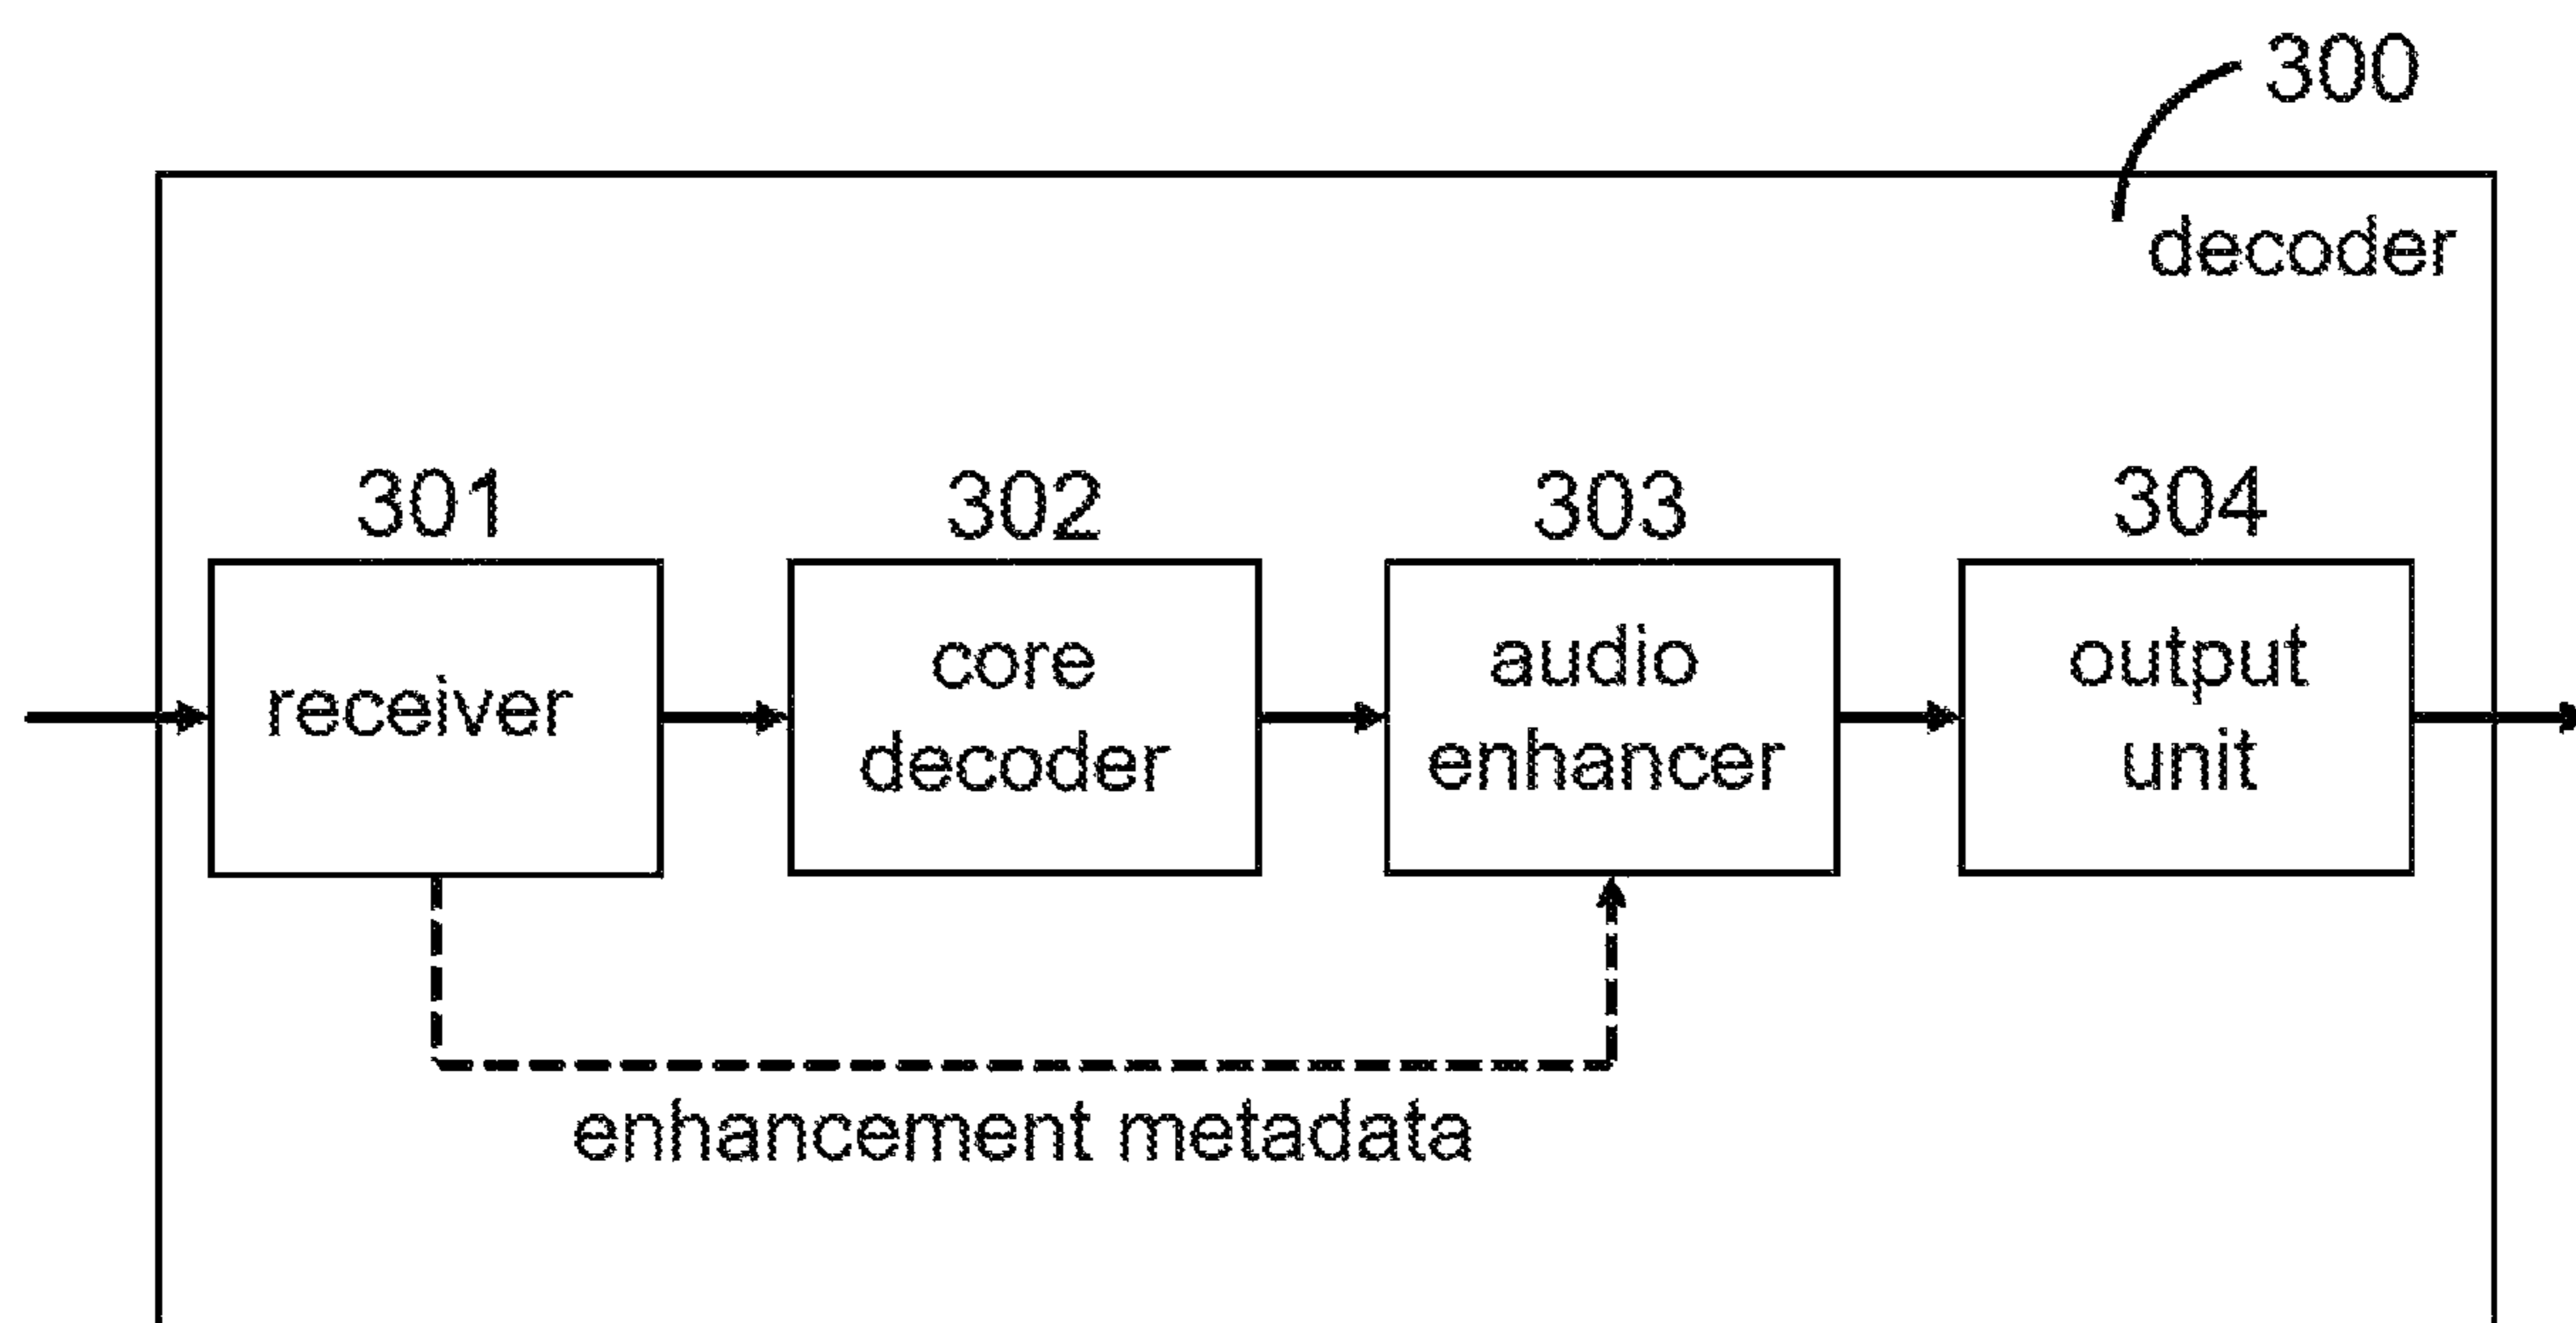 300
decoder
301
302
303
304
receiver
core
decoder
audio
enhancer
output
unit
enhancement metadata